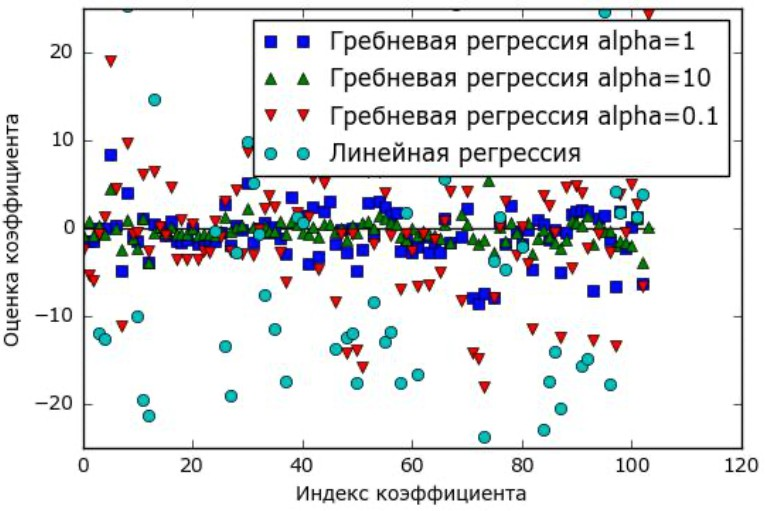 20
10
0
−10
−20
0
20
40
60
80
100
120
Оценка коэффициента
Индекс коэффициента
Гребневая регрессия alpha=1
Гребневая регрессия alpha=10
Гребневая регрессия alpha=0.1
Линейная регрессия